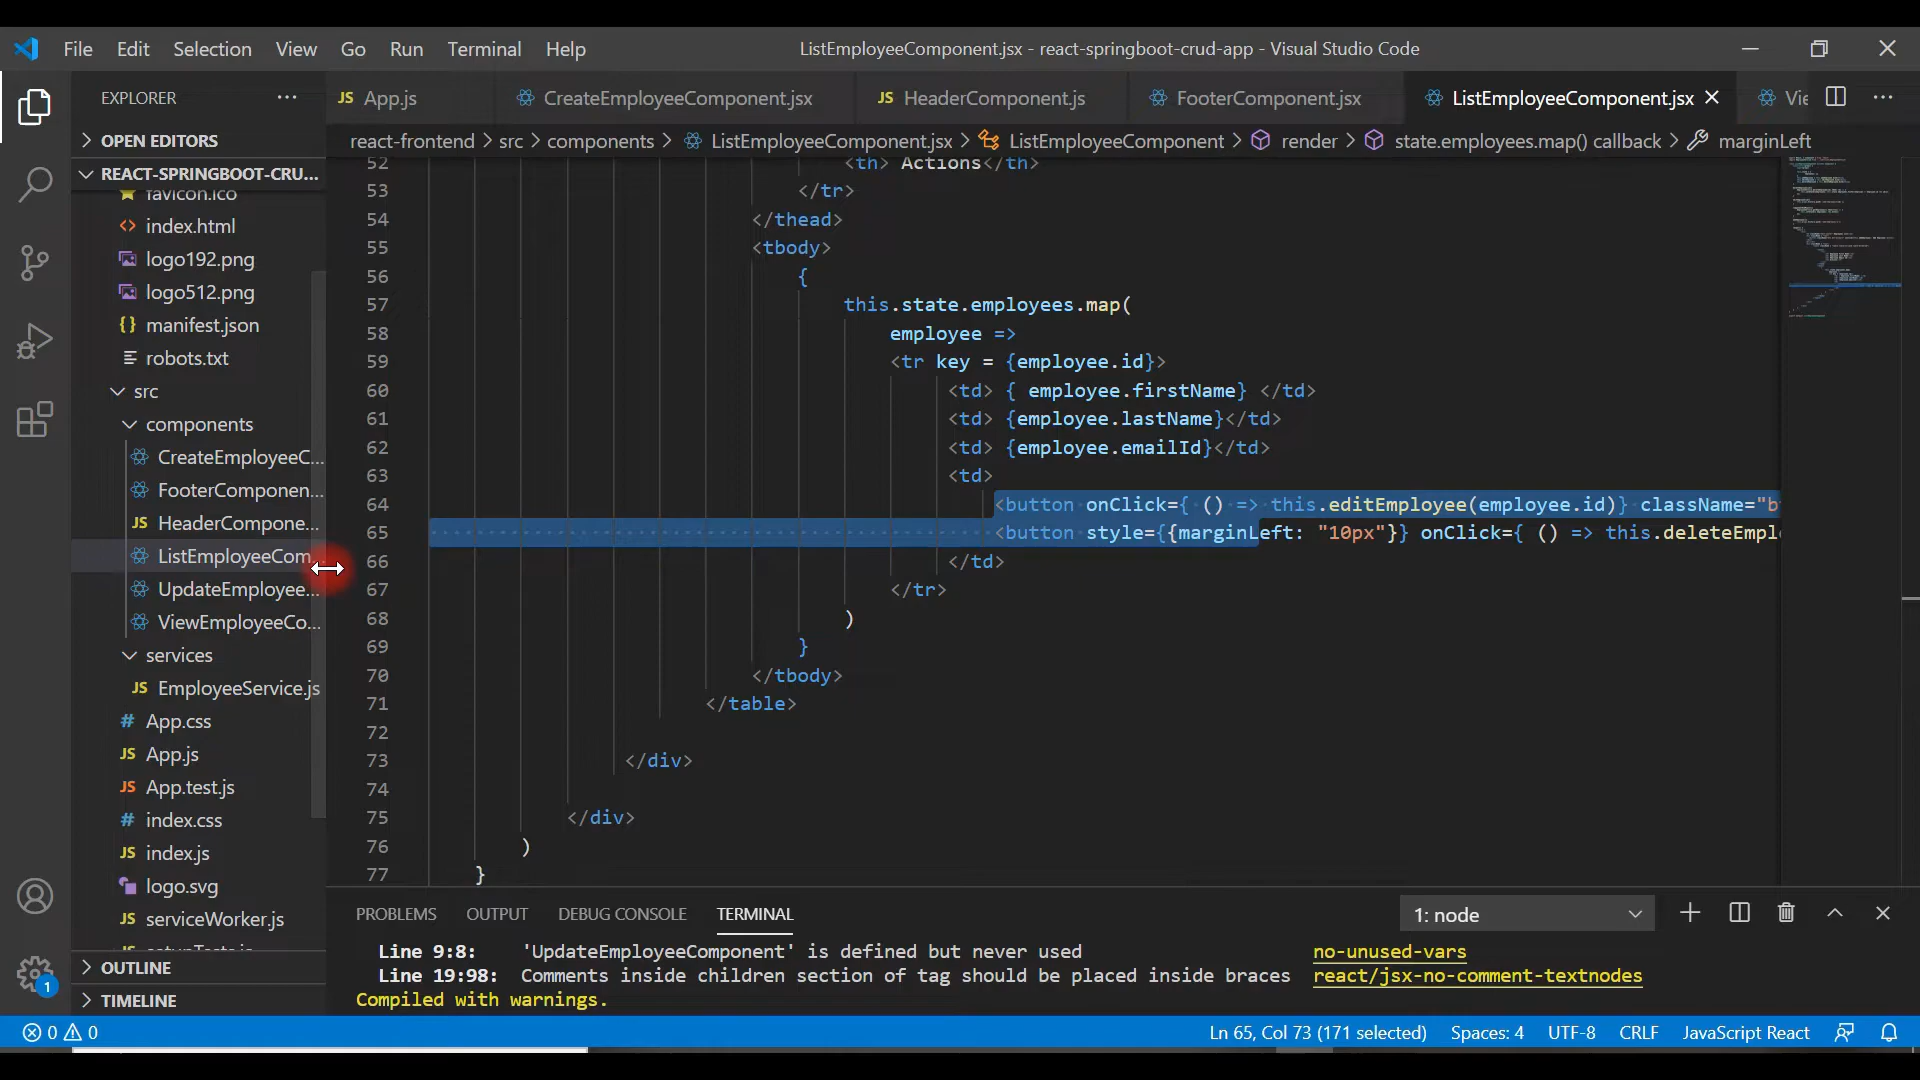 File Edit Selection View Go Run Terminal Help ListEmployeeComponent.jsx - react-springboot-crud-app - Visual Studio Code
EXPLORER ···
JS App.js CreateEmployeeComponent.jsx JS HeaderComponent.js FooterComponent.jsx ListEmployeeComponent.jsx Vie ···
OPEN EDITORS
react-frontend > src > components > ListEmployeeComponent.jsx > ListEmployeeComponent > render > state.employees.map() callback > marginLeft
REACT-SPRINGBOOT-CRU...
favicon.ico
index.html
logo192.png
logo512.png
manifest.json
robots.txt
src
components
CreateEmployeeC...
FooterComponen...
JS HeaderCompone...
ListEmployeeCom
UpdateEmployee...
ViewEmployeeCo...
services
JS EmployeeService.js
# App.css
JS App.js
JS App.test.js
# index.css
JS index.js
logo.svg
JS serviceWorker.js
OUTLINE
TIMELINE
52 <th> Actions</th>
53 </tr>
54 </thead>
55 <tbody>
56 {
57 this.state.employees.map(
58 employee =>
59 <tr key = {employee.id}>
60 <td> { employee.firstName} </td>
61 <td> {employee.lastName}</td>
62 <td> {employee.emailId}</td>
63 <td>
64 <button onClick={ () => this.editEmployee(employee.id)} className="b
65 <button style={{marginLeft: "10px"}} onClick={ () => this.deleteEmpl
66 </td>
67 </tr>
68 )
69 }
70 </tbody>
71 </table>
72
73 </div>
74
75 </div>
76 )
77 }
PROBLEMS OUTPUT DEBUG CONSOLE TERMINAL 1: node
Line 9:8: 'UpdateEmployeeComponent' is defined but never used no-unused-vars
Line 19:98: Comments inside children section of tag should be placed inside braces react/jsx-no-comment-textnodes
Compiled with warnings.
1
0 0 Ln 65, Col 73 (171 selected) Spaces: 4 UTF-8 CRLF JavaScript React